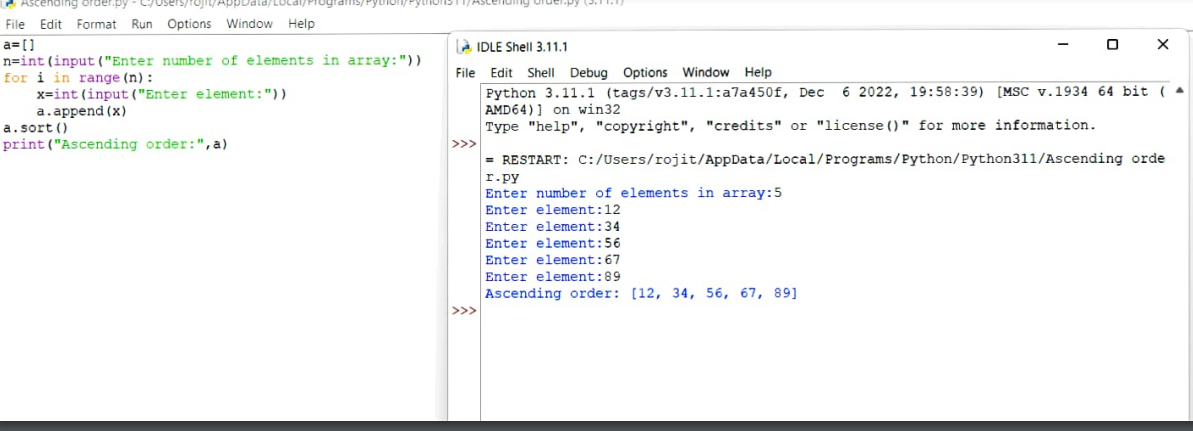 Ascending order.py - C:/Users/rojit/AppData/Local/Programs/Python/Python311/Ascending order.py (3.11.1)
File Edit Format Run Options Window Help
a=[]
n=int(input("Enter number of elements in array:"))
for i in range(n):
    x=int(input("Enter element:"))
    a.append(x)
a.sort()
print("Ascending order:",a)
IDLE Shell 3.11.1
File Edit Shell Debug Options Window Help
Python 3.11.1 (tags/v3.11.1:a7a450f, Dec  6 2022, 19:58:39) [MSC v.1934 64 bit (
AMD64)] on win32
Type "help", "copyright", "credits" or "license()" for more information.
>>>
= RESTART: C:/Users/rojit/AppData/Local/Programs/Python/Python311/Ascending orde
r.py
Enter number of elements in array:5
Enter element:12
Enter element:34
Enter element:56
Enter element:67
Enter element:89
Ascending order: [12, 34, 56, 67, 89]
>>>